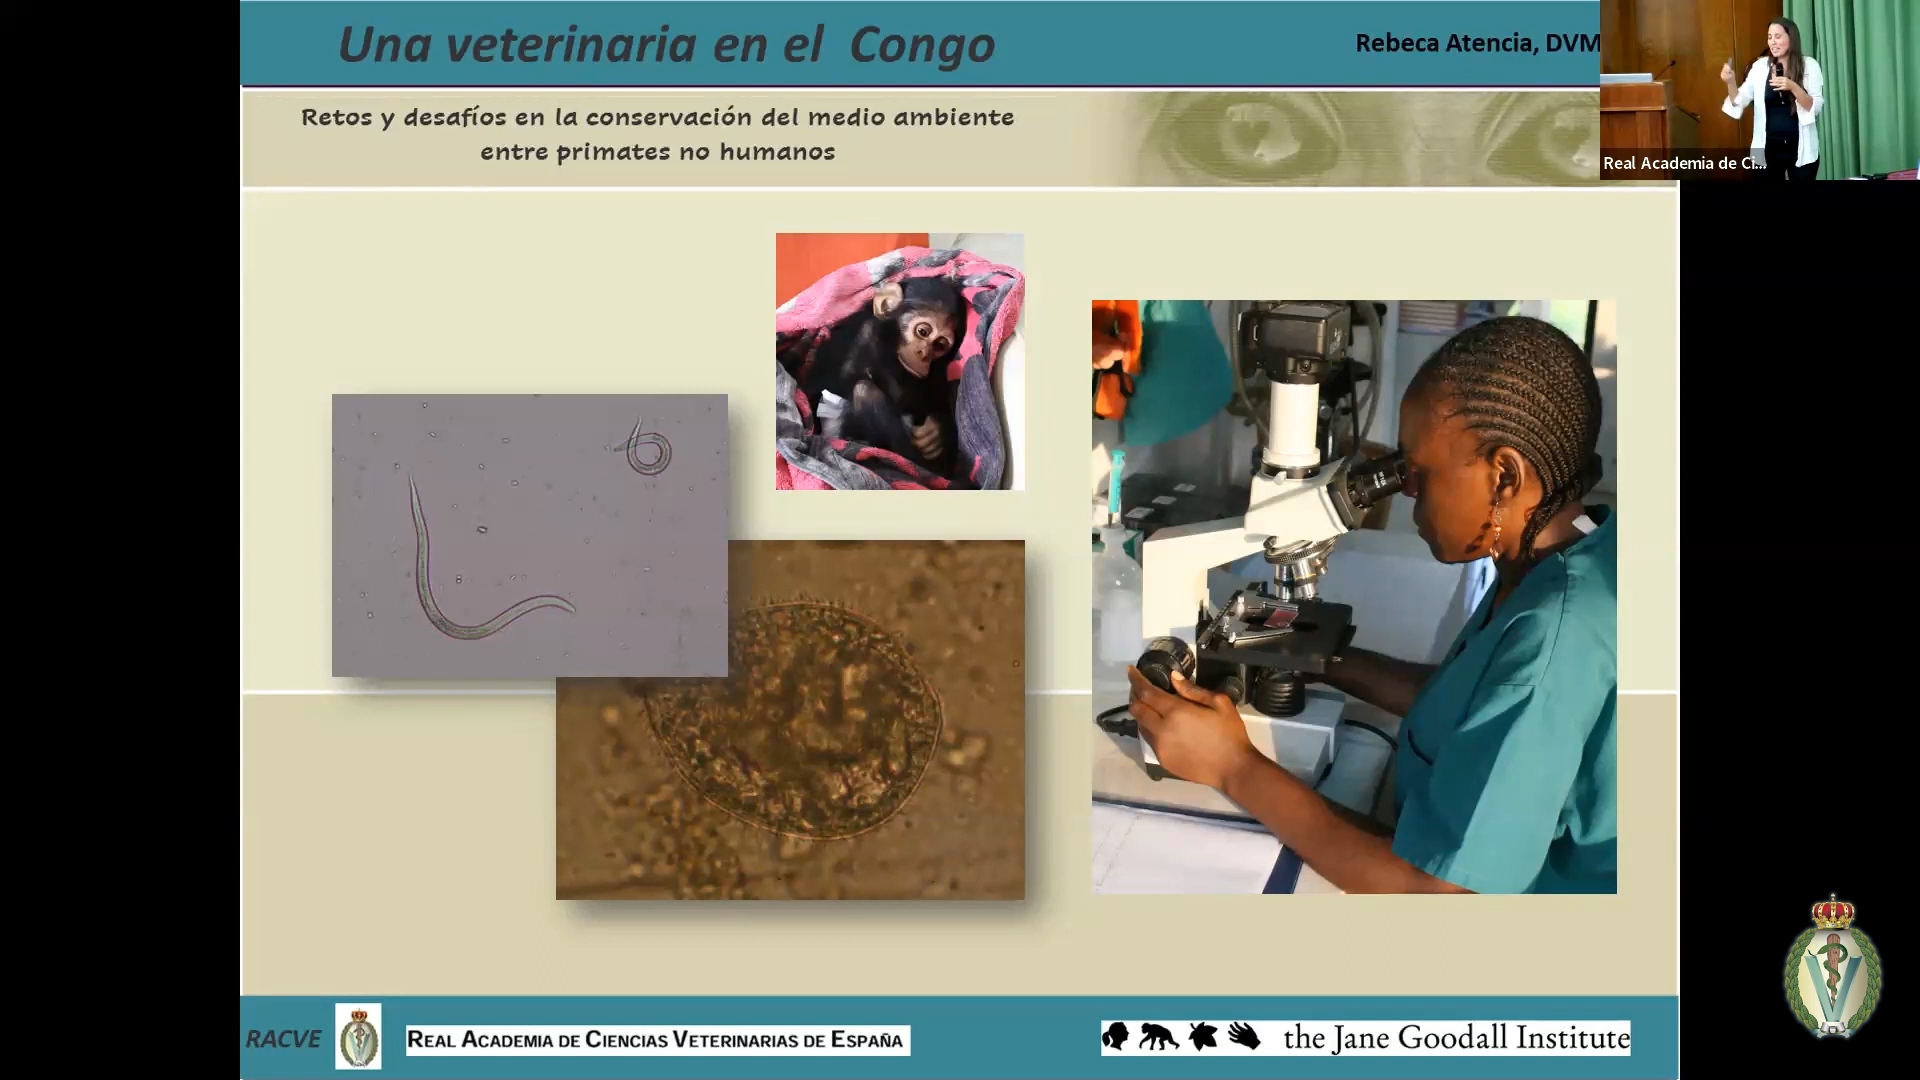 Una veterinaria en el Congo
Rebeca Atencia, DVM
Retos y desafíos en la conservación del medio ambiente
entre primates no humanos
Real Academia de Ci...
RACVE
REAL ACADEMIA DE CIENCIAS VETERINARIAS DE ESPAÑA
the Jane Goodall Institute